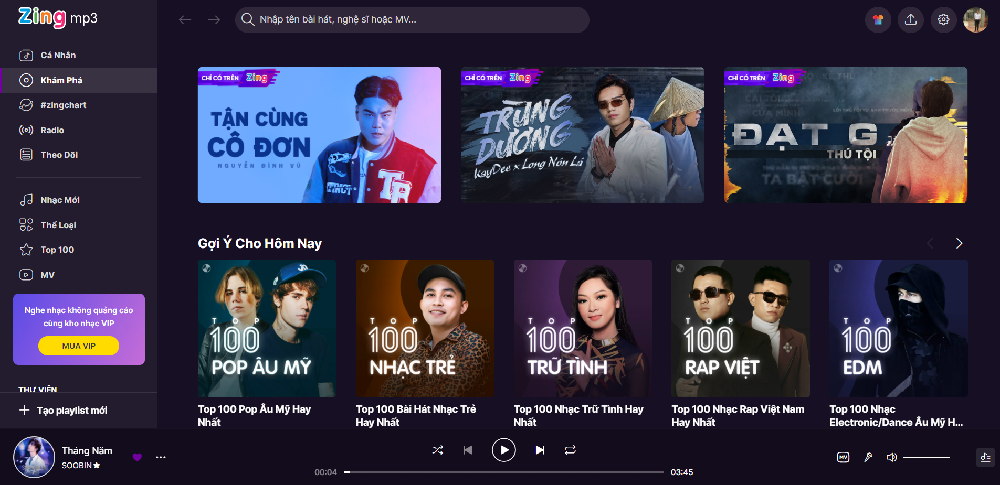 Zing mp3
Nhập tên bài hát, nghệ sĩ hoặc MV...
Cá Nhân
Khám Phá
#zingchart
Radio
Theo Dõi
Nhạc Mới
Thể Loại
Top 100
MV
Nghe nhạc không quảng cáo
cùng kho nhạc VIP
MUA VIP
THƯ VIỆN
Tạo playlist mới
CHỈ CÓ TRÊN Zing
TẬN CÙNG
CÔ ĐƠN
NGUYỄN ĐÌNH VŨ
CHỈ CÓ TRÊN Zing
TRÙNG
DƯƠNG
KayDee x Long Nón Lá
CHỈ CÓ TRÊN Zing
CỦA MÌNH
ĐẠT G
THÚ TỘI
TA BẬT CƯỜI
Gợi Ý Cho Hôm Nay
TOP
100
POP ÂU MỸ
TOP
100
NHẠC TRẺ
TOP
100
TRỮ TÌNH
TOP
100
RAP VIỆT
TOP
100
EDM
Top 100 Pop Âu Mỹ Hay
Nhất
Top 100 Bài Hát Nhạc Trẻ
Hay Nhất
Top 100 Nhạc Trữ Tình Hay
Nhất
Top 100 Nhạc Rap Việt Nam
Hay Nhất
Top 100 Nhạc
Electronic/Dance Âu Mỹ H...
Tháng Năm
SOOBIN
00:04
03:45
MV